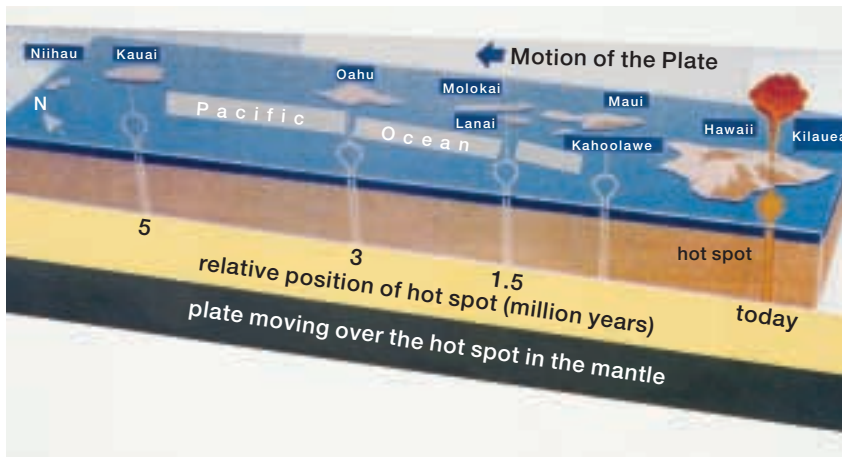 Motion of the Plate
Niihau
Kauai
Oahu
Molokai
Lanai
Maui
Kahoolawe
Hawaii
Kilauea
N
Pacific
Ocean
hot spot
5
3
1.5
today
relative position of hot spot (million years)
plate moving over the hot spot in the mantle